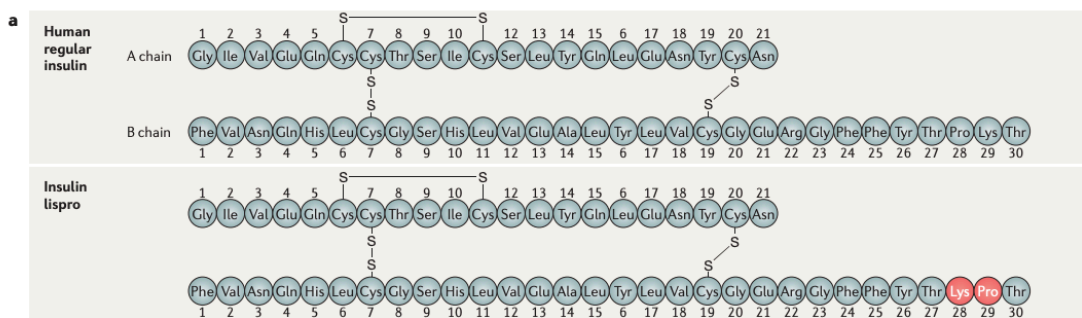 a
Human
regular
insulin
S S
1 2 3 4 5 7 8 9 10 12 13 14 15 6 17 18 19 20 21
A chain Gly Ile Val Glu Gln Cys Cys Thr Ser Ile Cys Ser Leu Tyr Gln Leu Glu Asn Tyr Cys Asn
S S
S S
B chain Phe Val Asn Gln His Leu Cys Gly Ser His Leu Val Glu Ala Leu Tyr Leu Val Cys Gly Glu Arg Gly Phe Phe Tyr Thr Pro Lys Thr
1 2 3 4 5 6 7 8 9 10 11 12 13 14 15 6 17 18 19 20 21 22 23 24 25 26 27 28 29 30
Insulin
lispro
S S
1 2 3 4 5 7 8 9 10 12 13 14 15 6 17 18 19 20 21
Gly Ile Val Glu Gln Cys Cys Thr Ser Ile Cys Ser Leu Tyr Gln Leu Glu Asn Tyr Cys Asn
S S
S S
Phe Val Asn Gln His Leu Cys Gly Ser His Leu Val Glu Ala Leu Tyr Leu Val Cys Gly Glu Arg Gly Phe Phe Tyr Thr Lys Pro Thr
1 2 3 4 5 6 7 8 9 10 11 12 13 14 15 6 17 18 19 20 21 22 23 24 25 26 27 28 29 30